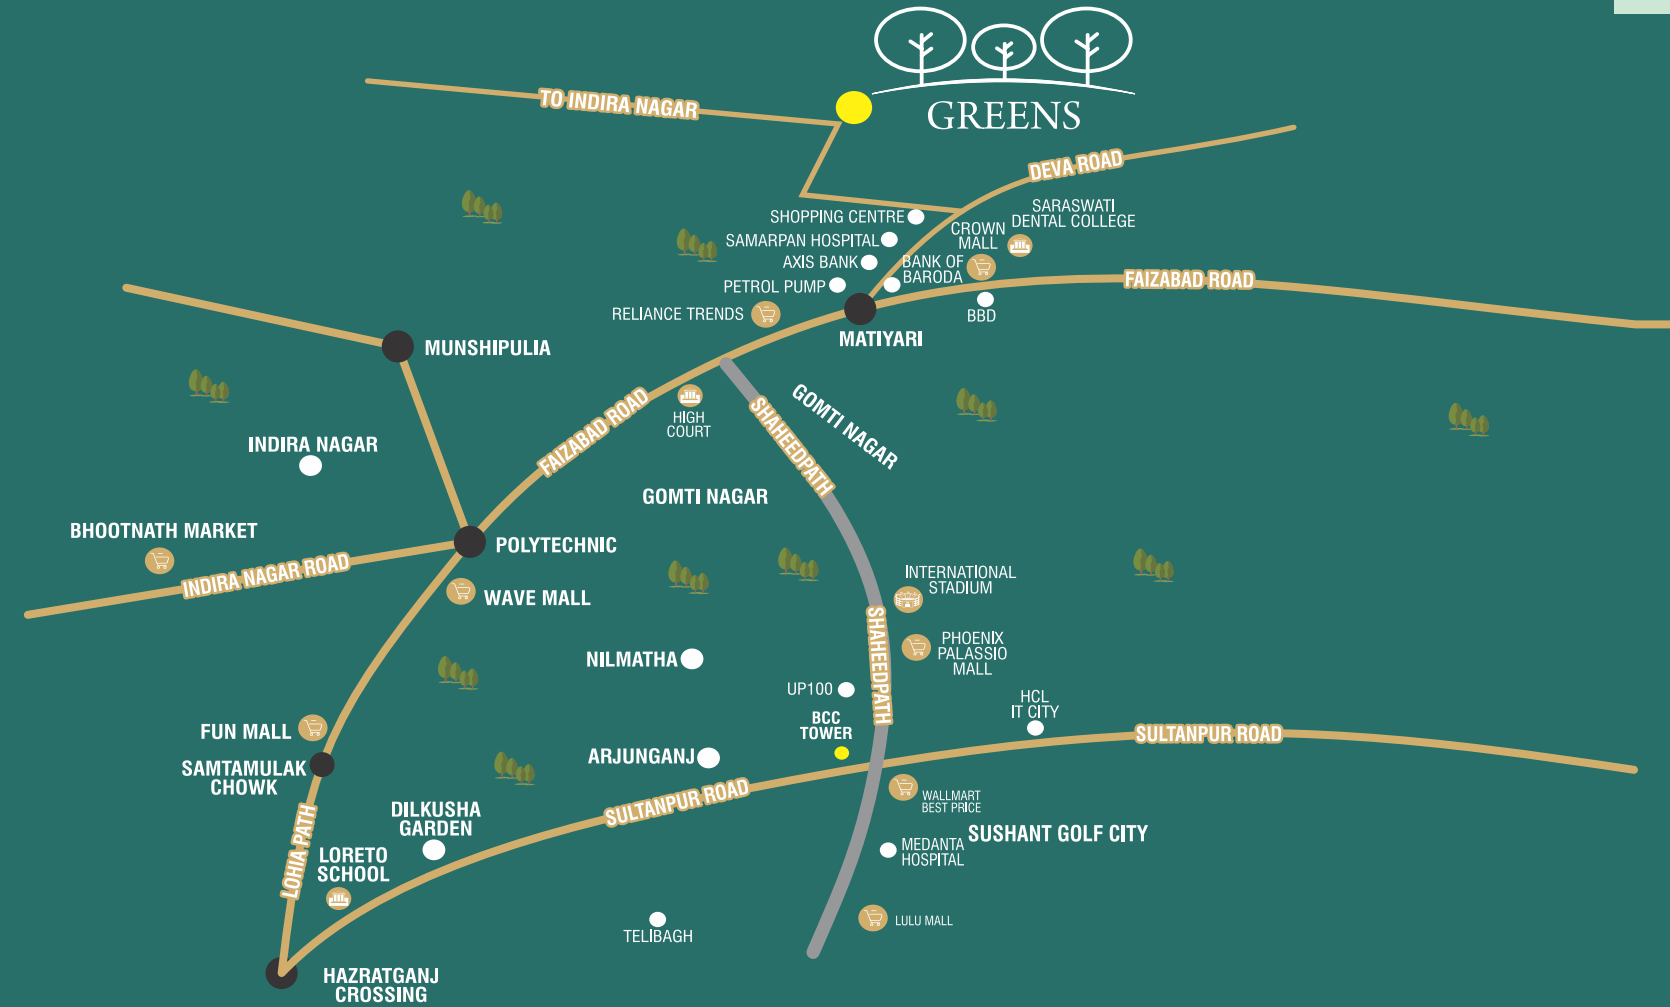 GREENS
TO INDIRA NAGAR
DEVA ROAD
SARASWATI
DENTAL COLLEGE
SHOPPING CENTRE
CROWN
MALL
SAMARPAN HOSPITAL
AXIS BANK
BANK OF
BARODA
PETROL PUMP
FAIZABAD ROAD
RELIANCE TRENDS
BBD
MATIYARI
MUNSHIPULIA
FAIZABAD ROAD
HIGH
COURT
SHAHEEDPATH
GOMTI NAGAR
INDIRA NAGAR
GOMTI NAGAR
BHOOTNATH MARKET
POLYTECHNIC
INDIRA NAGAR ROAD
WAVE MALL
INTERNATIONAL
STADIUM
SHAHEEDPATH
PHOENIX
PALASSIO
MALL
NILMATHA
UP100
HCL
IT CITY
BCC
TOWER
FUN MALL
SULTANPUR ROAD
ARJUNGANJ
SAMTAMULAK
CHOWK
SULTANPUR ROAD
WALLMART
BEST PRICE
DILKUSHA
GARDEN
SUSHANT GOLF CITY
LOHIA PATH
LORETO
SCHOOL
MEDANTA
HOSPITAL
LULU MALL
TELIBAGH
HAZRATGANJ
CROSSING